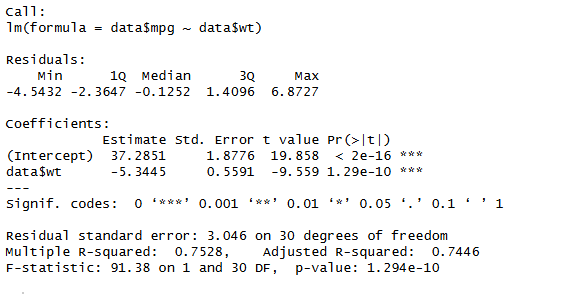 Call:
lm(formula = data$mpg ~ data$wt)
Residuals:
Min 1Q Median 3Q Max
-4.5432 -2.3647 -0.1252 1.4096 6.8727
Coefficients:
Estimate Std. Error t value Pr(>|t|)
(Intercept) 37.2851 1.8776 19.858 < 2e-16 ***
data$wt -5.3445 0.5591 -9.559 1.29e-10 ***
---
Signif. codes: 0 ‘***’ 0.001 ‘**’ 0.01 ‘*’ 0.05 ‘.’ 0.1 ‘ ’ 1
Residual standard error: 3.046 on 30 degrees of freedom
Multiple R-squared: 0.7528, Adjusted R-squared: 0.7446
F-statistic: 91.38 on 1 and 30 DF, p-value: 1.294e-10